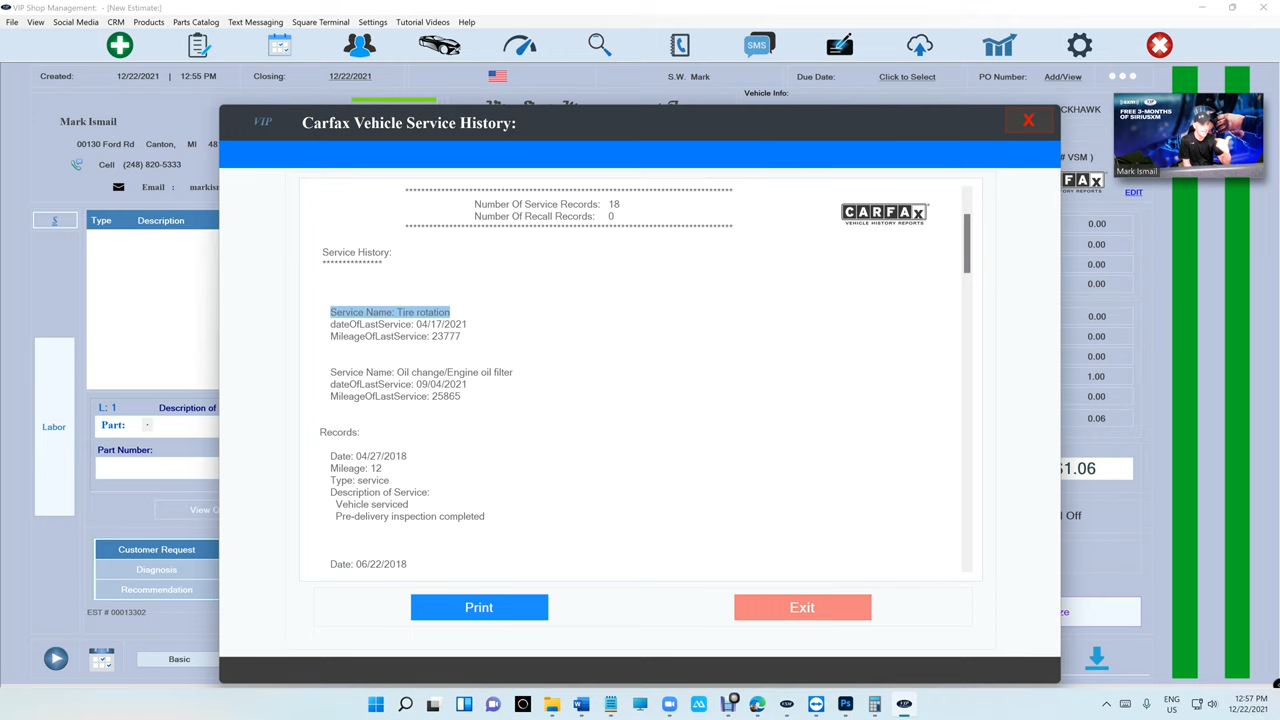 VIP Shop Management: - [New Estimate:]
File View Social Media CRM Products Parts Catalog Text Messaging Square Terminal Settings Tutorial Videos Help
SMS
Created: 12/22/2021 | 12:55 PM Closing: 12/22/2021 S.W. Mark Due Date: Click to Select PO Number: Add/View
Vehicle Info:
Mark Ismail
00130 Ford Rd Canton, MI 48
Cell (248) 820-5333
Email :
S Type Description
Labor
L: 1 Description of
Part:
Part Number:
View
Customer Request
Diagnosis
Recommendation
EST # 00013302
Basic
VIP Carfax Vehicle Service History: X
********************
Number Of Service Records: 18
Number Of Recall Records: 0
********************
CARFAX
VEHICLE HISTORY REPORTS
Service History:
***************
Service Name: Tire rotation
dateOfLastService: 04/17/2021
MileageOfLastService: 23777
Service Name: Oil change/Engine oil filter
dateOfLastService: 09/04/2021
MileageOfLastService: 25865
Records:
Date: 04/27/2018
Mileage: 12
Type: service
Description of Service:
Vehicle serviced
Pre-delivery inspection completed
Date: 06/22/2018
Print Exit
FREE 3-MONTHS
OF SIRIUSXM
Mark Ismail
VSM )
EDIT
0.00
0.00
0.00
0.00
0.00
0.00
0.00
1.00
0.00
0.06
$1.06
Off
ENG
US
12:57 PM
12/22/2021